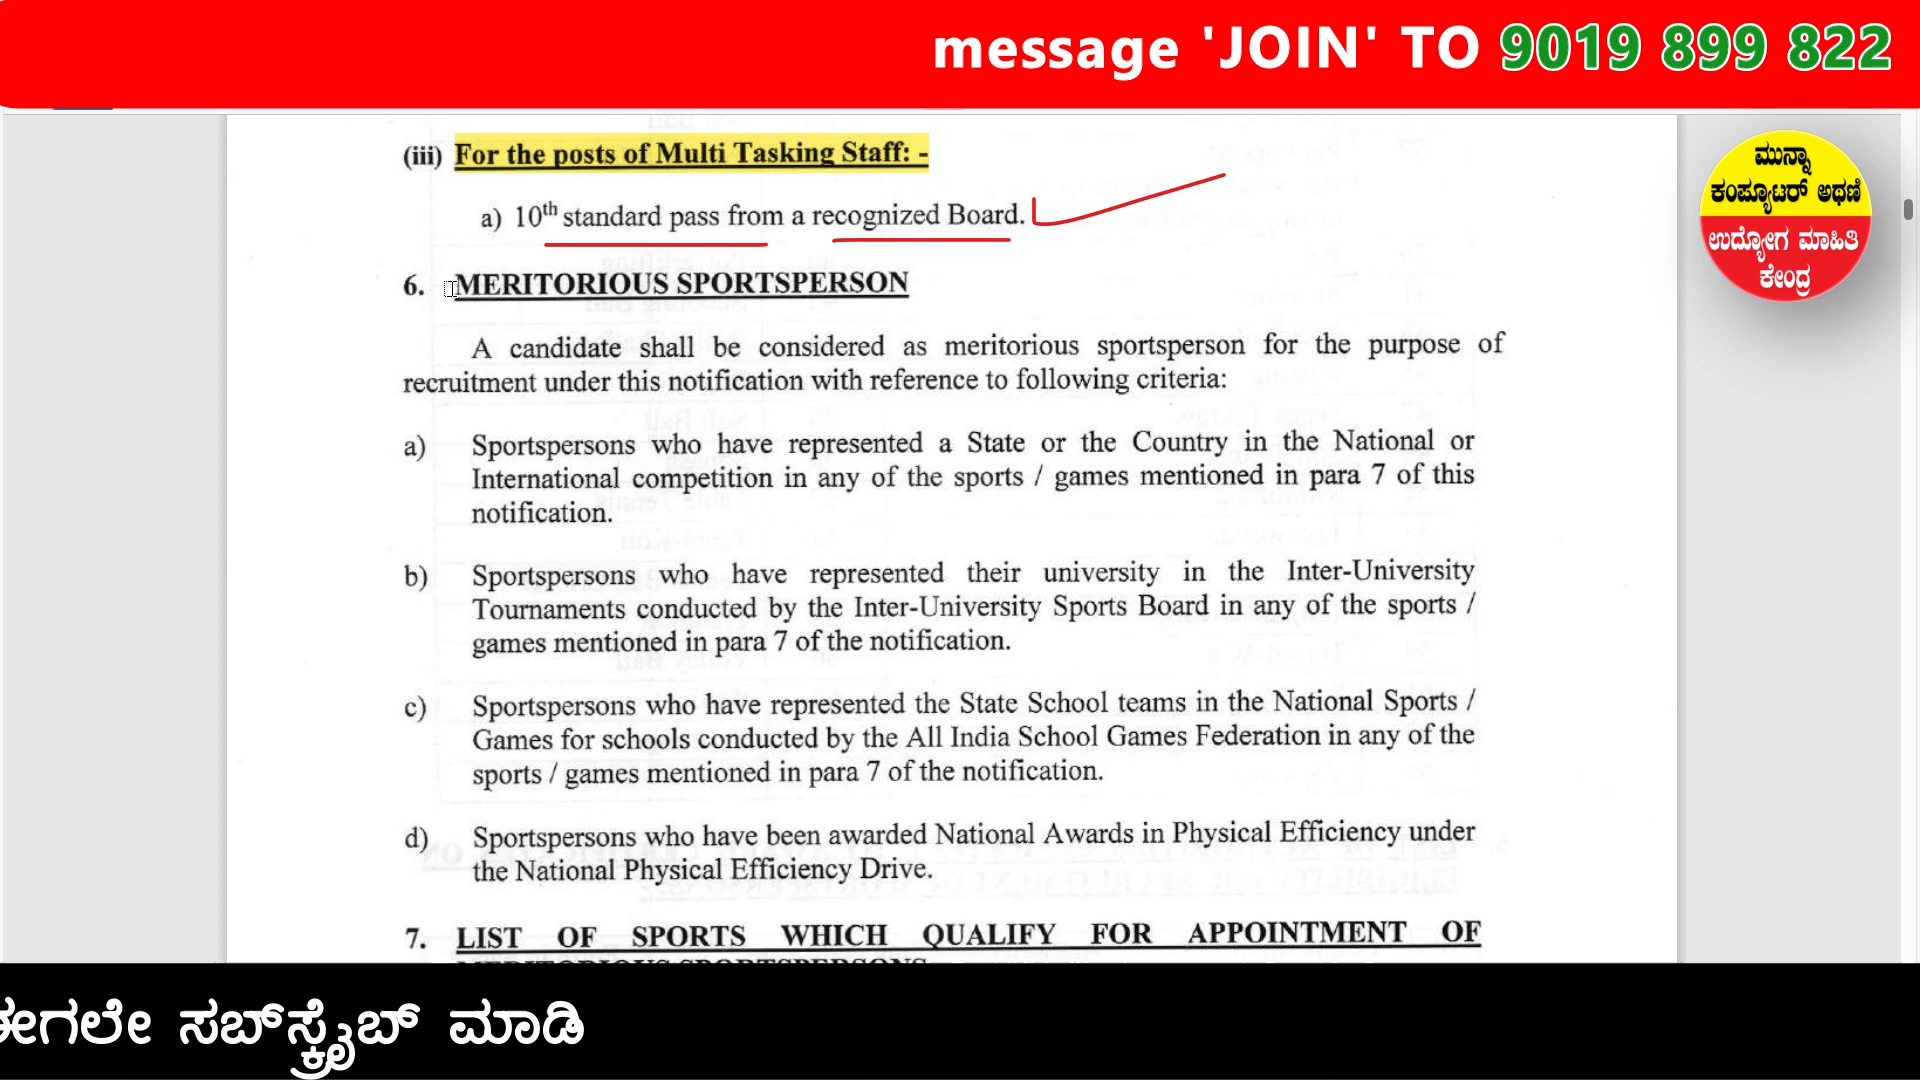 message 'JOIN' TO 9019 899 822
ಮುನ್ನಾ
ಕಂಪ್ಯೂಟರ್ ಅಥಣಿ
ಉದ್ಯೋಗ ಮಾಹಿತಿ
ಕೇಂದ್ರ
(iii) For the posts of Multi Tasking Staff: -
a) 10th standard pass from a recognized Board.
6. MERITORIOUS SPORTSPERSON
A candidate shall be considered as meritorious sportsperson for the purpose of
recruitment under this notification with reference to following criteria:
a) Sportspersons who have represented a State or the Country in the National or
International competition in any of the sports / games mentioned in para 7 of this
notification.
b) Sportspersons who have represented their university in the Inter-University
Tournaments conducted by the Inter-University Sports Board in any of the sports /
games mentioned in para 7 of the notification.
c) Sportspersons who have represented the State School teams in the National Sports /
Games for schools conducted by the All India School Games Federation in any of the
sports / games mentioned in para 7 of the notification.
d) Sportspersons who have been awarded National Awards in Physical Efficiency under
the National Physical Efficiency Drive.
7. LIST OF SPORTS WHICH QUALIFY FOR APPOINTMENT OF
MERITORIOUS SPORTSPERSONS
ಈಗಲೇ ಸಬ್‌ಸ್ಕ್ರೈಬ್ ಮಾಡಿ